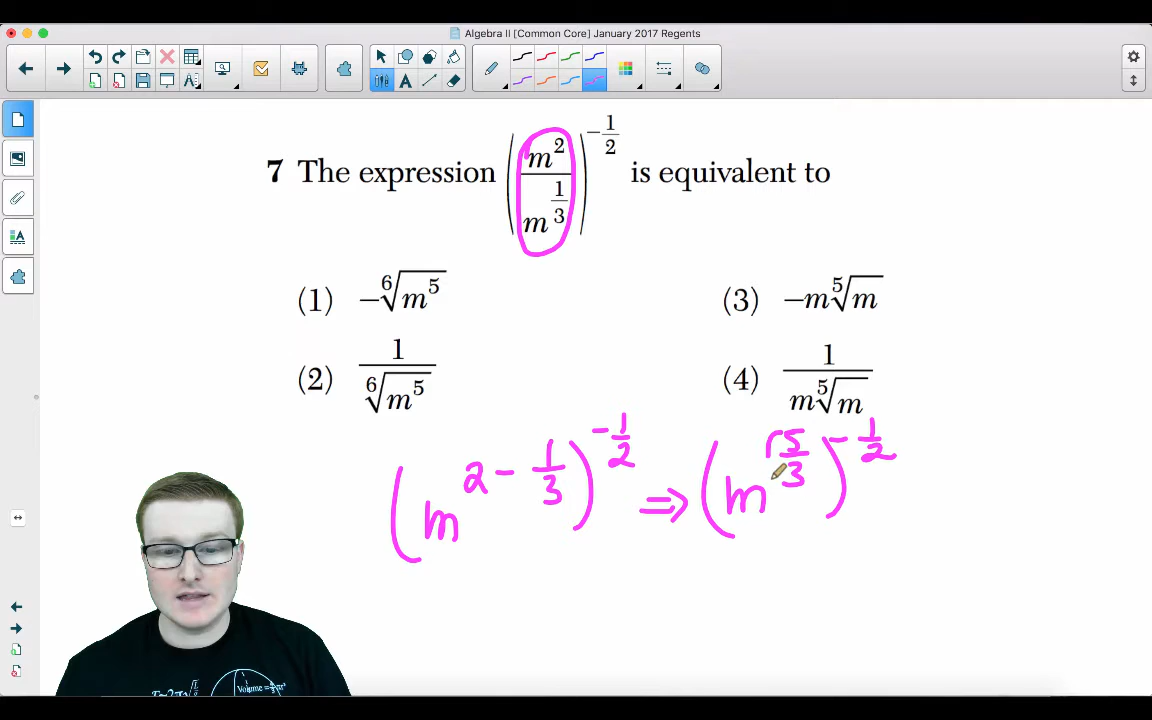 Algebra II [Common Core] January 2017 Regents
7 The expression (m² / m^(1/3))^(−1/2) is equivalent to
(1) −⁶√m⁵
(3) −m⁵√m
(2) 1 / ⁶√m⁵
(4) 1 / m⁵√m
(m^(2 − 1/3))^(−1/2) ⇒ (m^(5/3))^(−1/2)
Volume =